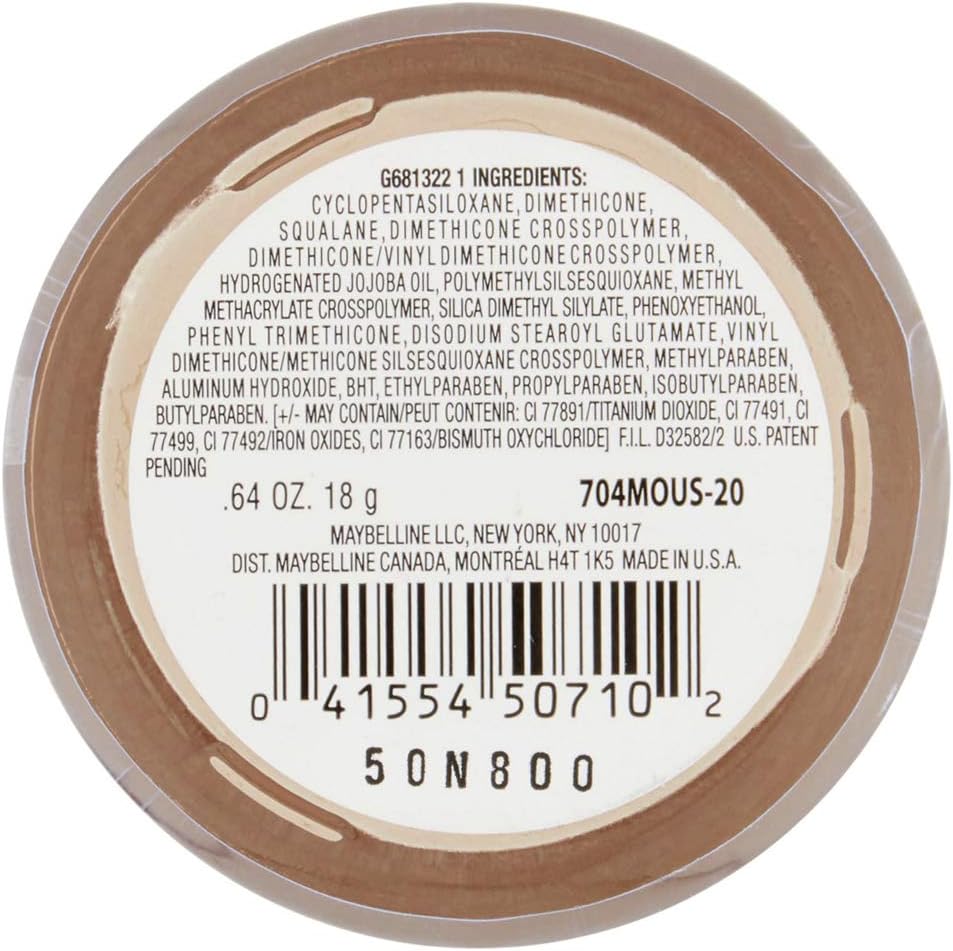 G681322 1 INGREDIENTS:
CYCLOPENTASILOXANE, DIMETHICONE,
SQUALANE, DIMETHICONE CROSSPOLYMER,
DIMETHICONE/VINYL DIMETHICONE CROSSPOLYMER,
HYDROGENATED JOJOBA OIL, POLYMETHYLSILSESQUIOXANE, METHYL
METHACRYLATE CROSSPOLYMER, SILICA DIMETHYL SILYLATE, PHENOXYETHANOL,
PHENYL TRIMETHICONE, DISODIUM STEAROYL GLUTAMATE, VINYL
DIMETHICONE/METHICONE SILSESQUIOXANE CROSSPOLYMER, METHYLPARABEN,
ALUMINUM HYDROXIDE, BHT, ETHYLPARABEN, PROPYLPARABEN, ISOBUTYLPARABEN,
BUTYLPARABEN. [+/- MAY CONTAIN/PEUT CONTENIR: CI 77891/TITANIUM DIOXIDE, CI 77491, CI
77499, CI 77492/IRON OXIDES, CI 77163/BISMUTH OXYCHLORIDE] F.I.L. D32582/2 U.S. PATENT
PENDING
.64 OZ. 18 g 704MOUS-20
MAYBELLINE LLC, NEW YORK, NY 10017
DIST. MAYBELLINE CANADA, MONTRÉAL H4T 1K5 MADE IN U.S.A.
0 41554 50710 2
50N800